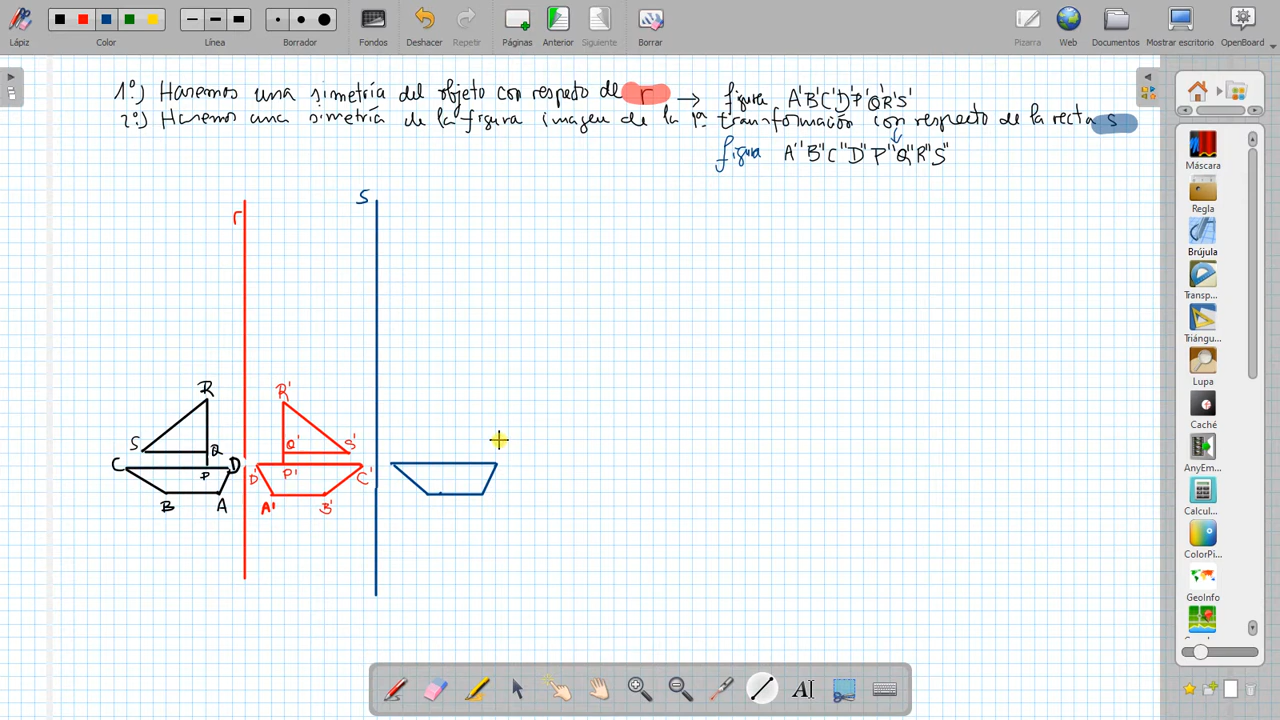 Lápiz
Color
Línea
Borrador
Fondos
Deshacer
Repetir
Páginas
Anterior
Siguiente
Borrar
Pizarra
Web
Documentos
Mostrar escritorio
OpenBoard
1º) Haremos una simetría del objeto con respeto de r → figura A'B'C'D'P'Q'R'S'
2º) Haremos una simetría de la figura imagen de la 1ª transformación con respeto de la recta s
figura A''B''C''D''P''Q''R''S''
r
S
R
S
Q
C
D
P
B
A
R'
Q'
S'
D'
P'
C'
A'
B'
Máscara
Regla
Brújula
Transp...
Triángu...
Lupa
Caché
AnyEm...
Calcul...
ColorPi...
GeoInfo